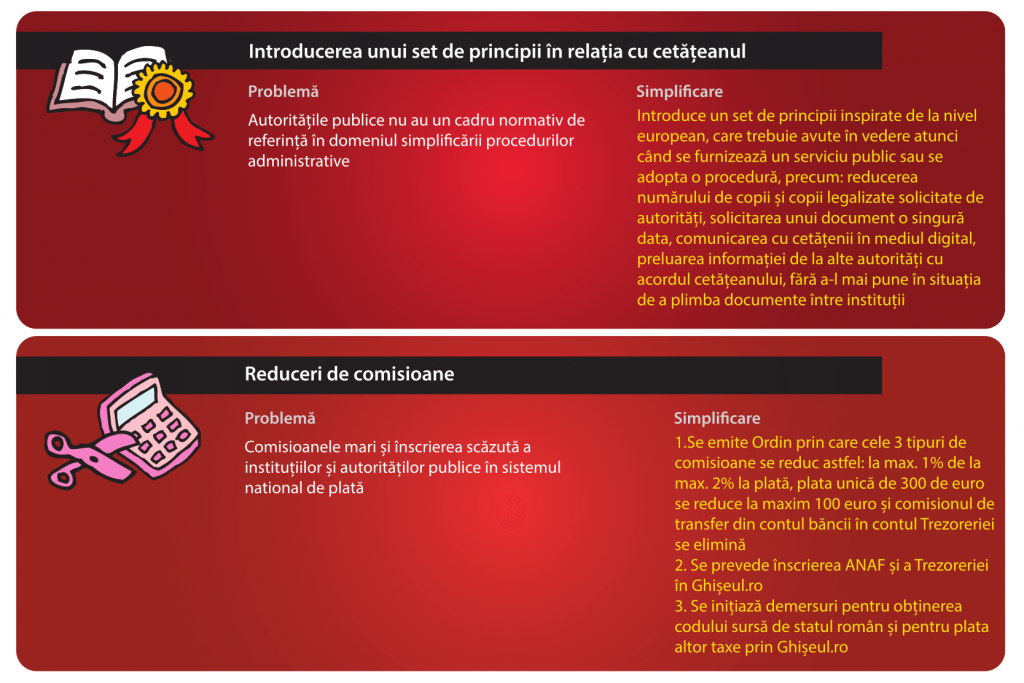 Introducerea unui set de principii în relația cu cetățeanul
Problemă
Autoritățile publice nu au un cadru normativ de
referință în domeniul simplificării procedurilor
administrative
Simplificare
Introduce un set de principii inspirate de la nivel
european, care trebuie avute în vedere atunci
când se furnizează un serviciu public sau se
adopta o procedură, precum: reducerea
numărului de copii și copii legalizate solicitate de
autorități, solicitarea unui document o singură
data, comunicarea cu cetățenii în mediul digital,
preluarea informației de la alte autorități cu
acordul cetățeanului, fără a-l mai pune în situația
de a plimba documente între instituții
Reduceri de comisioane
Problemă
Comisioanele mari și înscrierea scăzută a
instituțiilor și autorităților publice în sistemul
national de plată
Simplificare
1.Se emite Ordin prin care cele 3 tipuri de
comisioane se reduc astfel: la max. 1% de la
max. 2% la plată, plata unică de 300 de euro
se reduce la maxim 100 euro și comisionul de
transfer din contul băncii în contul Trezoreriei
se elimină
2. Se prevede înscrierea ANAF și a Trezoreriei
în Ghișeul.ro
3. Se inițiază demersuri pentru obținerea
codului sursă de statul român și pentru plata
altor taxe prin Ghișeul.ro